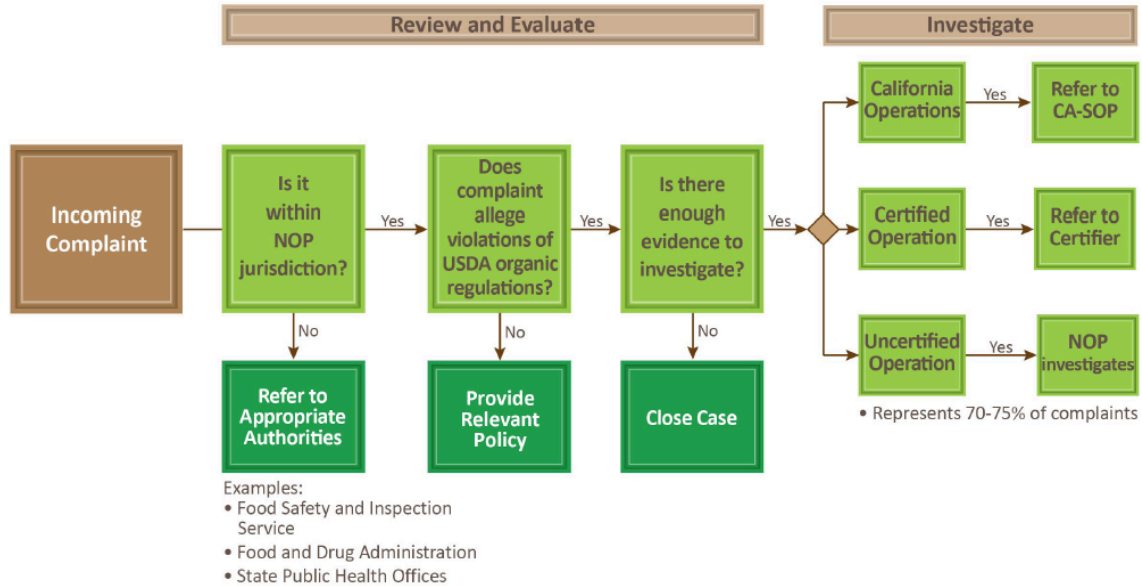 Review and Evaluate
Investigate
Incoming
Complaint
Is it
within
NOP
jurisdiction?
Yes
Does
complaint
allege
violations of
USDA organic
regulations?
Yes
Is there
enough
evidence to
investigate?
Yes
No
No
No
Refer to
Appropriate
Authorities
Provide
Relevant
Policy
Close Case
Examples:
• Food Safety and Inspection
Service
• Food and Drug Administration
• State Public Health Offices
California
Operations
Yes
Refer to
CA-SOP
Certified
Operation
Yes
Refer to
Certifier
Uncertified
Operation
Yes
NOP
investigates
• Represents 70-75% of complaints